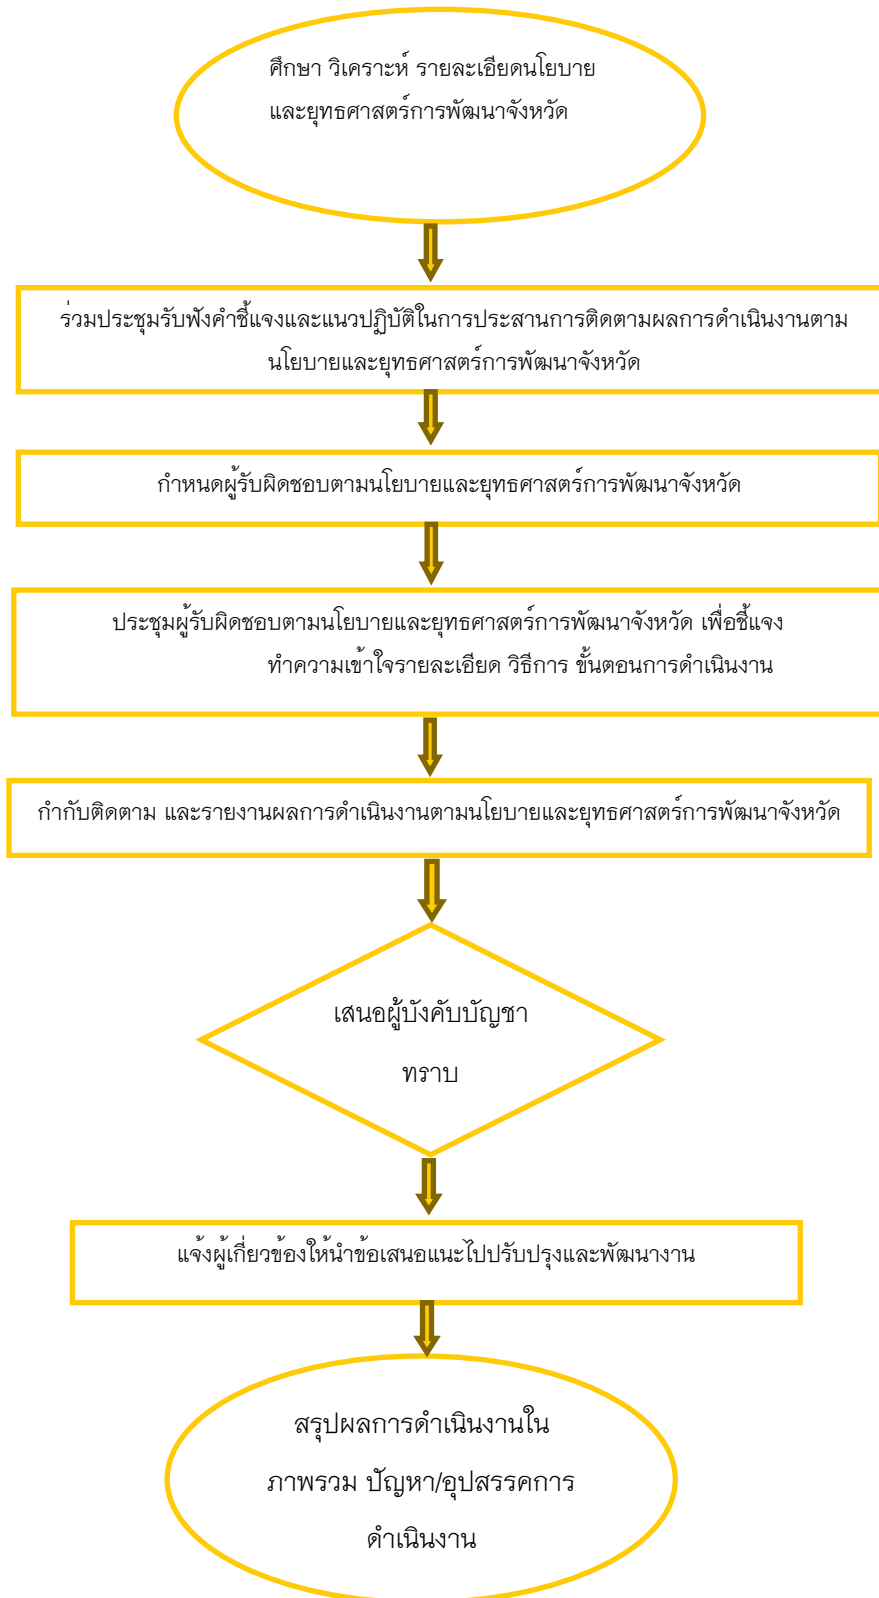 ศึกษา วิเคราะห์ รายละเอียดนโยบาย
และยุทธศาสตร์การพัฒนาจังหวัด
ร่วมประชุมรับฟังคำชี้แจงและแนวปฏิบัติในการประสานการติดตามผลการดำเนินงานตาม
นโยบายและยุทธศาสตร์การพัฒนาจังหวัด
กำหนดผู้รับผิดชอบตามนโยบายและยุทธศาสตร์การพัฒนาจังหวัด
ประชุมผู้รับผิดชอบตามนโยบายและยุทธศาสตร์การพัฒนาจังหวัด เพื่อชี้แจง
ทำความเข้าใจรายละเอียด วิธีการ ขั้นตอนการดำเนินงาน
กำกับติดตาม และรายงานผลการดำเนินงานตามนโยบายและยุทธศาสตร์การพัฒนาจังหวัด
เสนอผู้บังคับบัญชา
ทราบ
แจ้งผู้เกี่ยวข้องให้นำข้อเสนอแนะไปปรับปรุงและพัฒนางาน
สรุปผลการดำเนินงานใน
ภาพรวม ปัญหา/อุปสรรคการ
ดำเนินงาน